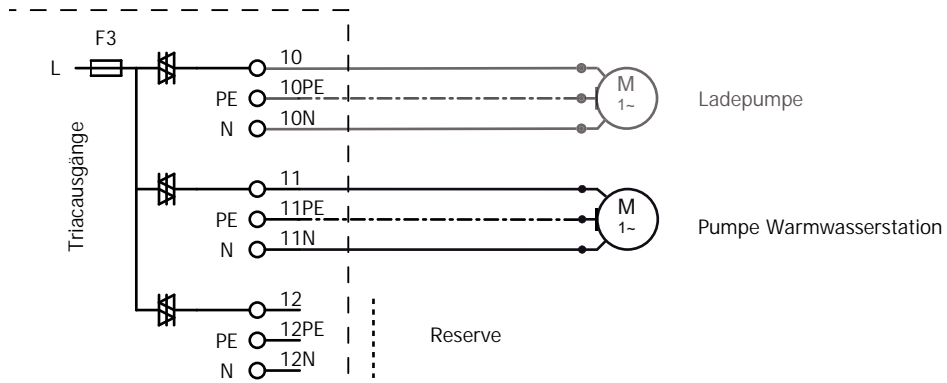 F3
L
10
PE 10PE
N 10N
M
1~
Ladepumpe
Triacausgänge
11
PE 11PE
N 11N
M
1~
Pumpe Warmwasserstation
12
PE 12PE
N 12N
Reserve